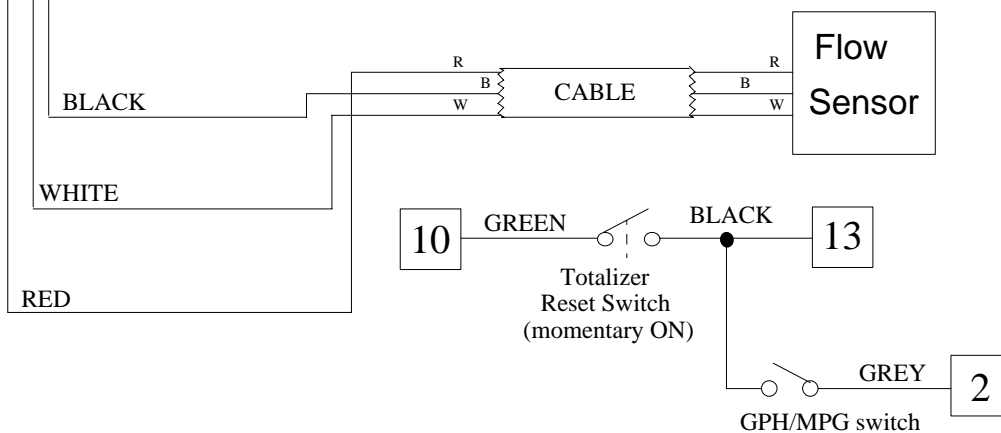 Flow
Sensor
R
B
W
CABLE
R
B
W
BLACK
WHITE
RED
10
GREEN
BLACK
13
Totalizer
Reset Switch
(momentary ON)
GREY
2
GPH/MPG switch